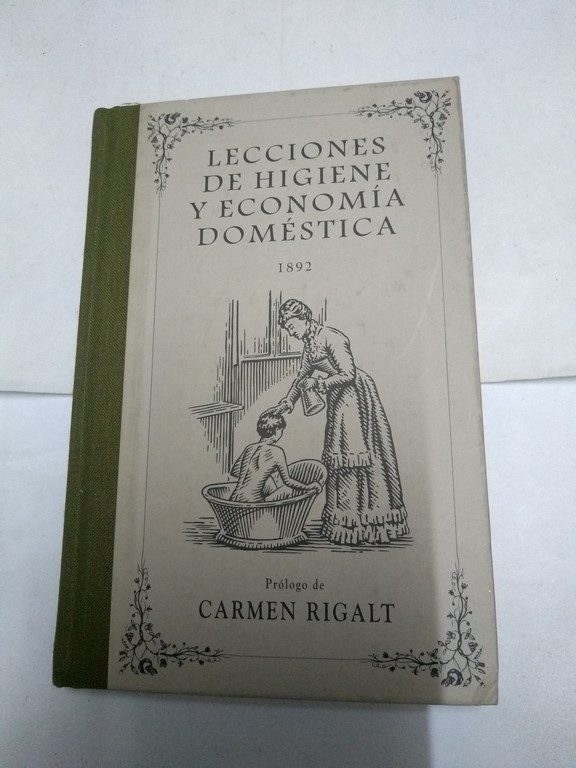 LECCIONES
DE HIGIENE
Y ECONOMÍA
DOMÉSTICA
1892
Prólogo de
CARMEN RIGALT